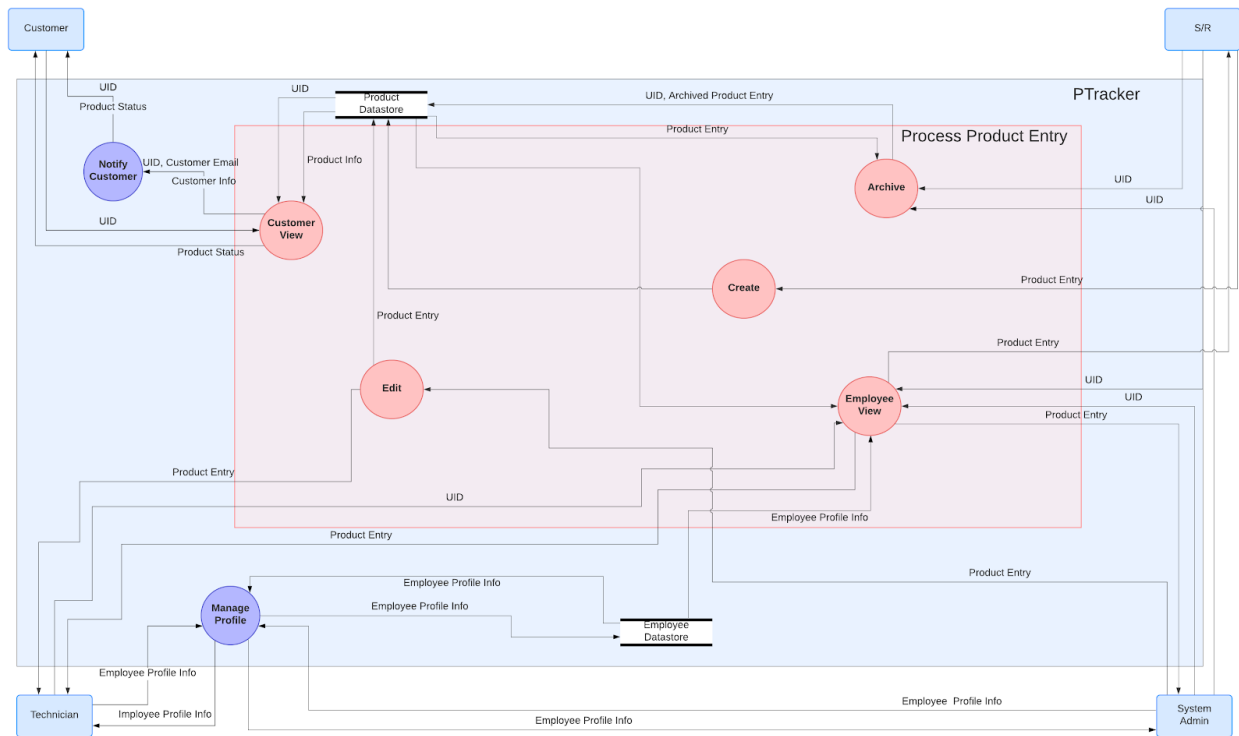 Customer
S/R
UID
Product Status
UID
Product
Datastore
UID, Archived Product Entry
PTracker
Product Entry
Process Product Entry
Notify
Customer
UID, Customer Email
Customer Info
Product Info
Archive
UID
UID
UID
Customer
View
Product Status
Create
Product Entry
Product Entry
Product Entry
Edit
Employee
View
UID
UID
Product Entry
Product Entry
UID
Employee Profile Info
Product Entry
Product Entry
Employee Profile Info
Manage
Profile
Employee Profile Info
Employee
Datastore
Employee Profile Info
Technician
Imployee Profile Info
Employee  Profile Info
Employee Profile Info
System
Admin